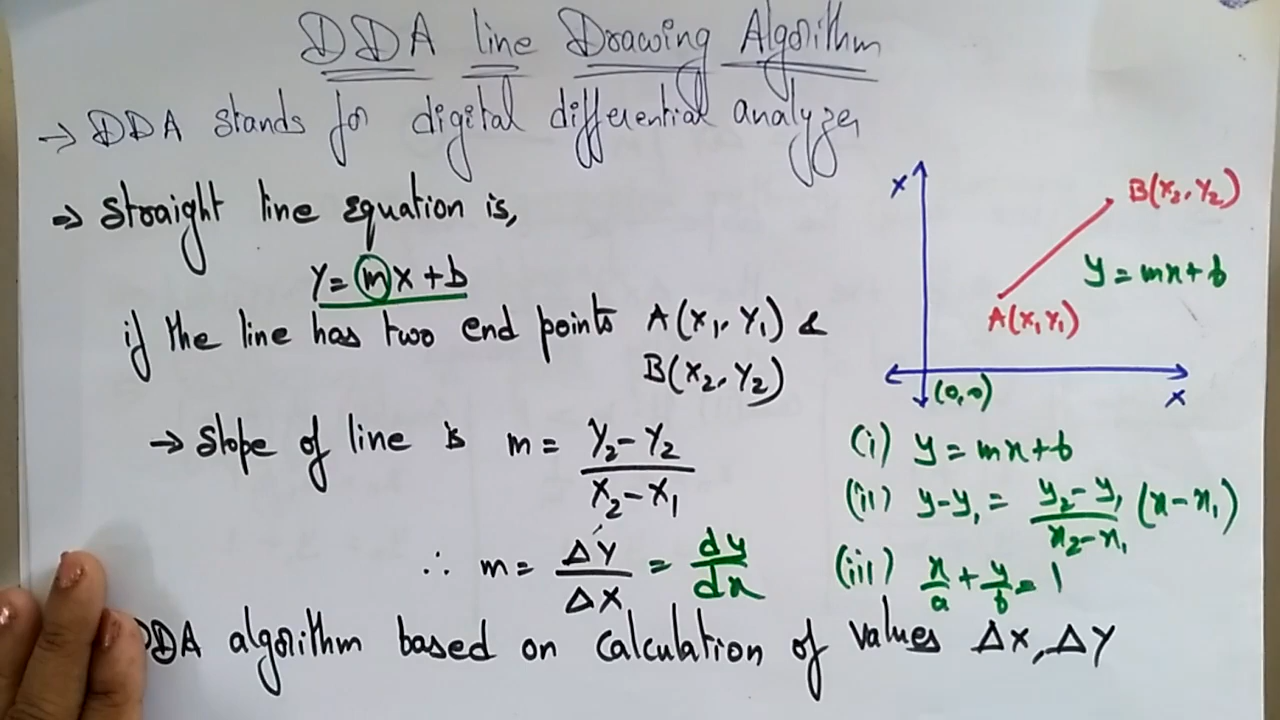 DDA line Drawing Algorithm
→ DDA stands for digital differential analyzer
→ Straight line Equation is,
Y = mX + b
if the line has two end points A(X₁, Y₁) &
B(X₂, Y₂)
→ Slope of line is m = Y₂ - Y₂ / X₂ - X₁
∴ m = ΔY / ΔX = dy / dx
DDA algorithm based on Calculation of values ΔX, ΔY
X
B(X₂, Y₂)
y = mx + b
A(X₁ Y₁)
(0,0)
X
(i) y = mx + b
(ii) y - y₁ = y₂ - y₁ / x₂ - x₁ (x - x₁)
(iii) x/a + y/b = 1